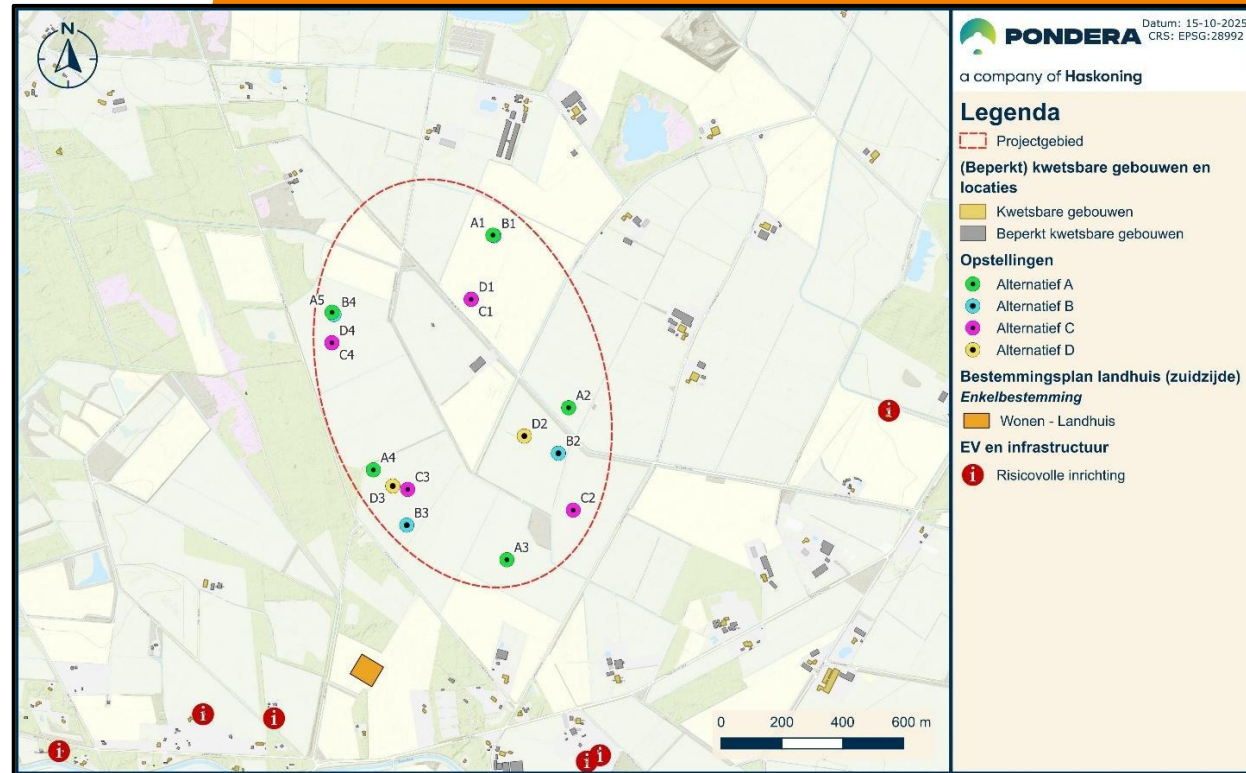 N
A1 B1
D1
C1
A5 B4
D4
C4
A2
D2
B2
A4
C3
D3
B3
C2
A3
0 200 400 600 m
PONDERA
Datum: 15-10-2025
CRS: EPSG:28992
a company of Haskoning
Legenda
Projectgebied
(Beperkt) kwetsbare gebouwen en
locaties
Kwetsbare gebouwen
Beperkt kwetsbare gebouwen
Opstellingen
Alternatief A
Alternatief B
Alternatief C
Alternatief D
Bestemmingsplan landhuis (zuidzijde)
Enkelbestemming
Wonen - Landhuis
EV en infrastructuur
i Risicovolle inrichting
i
i
i
i
i i